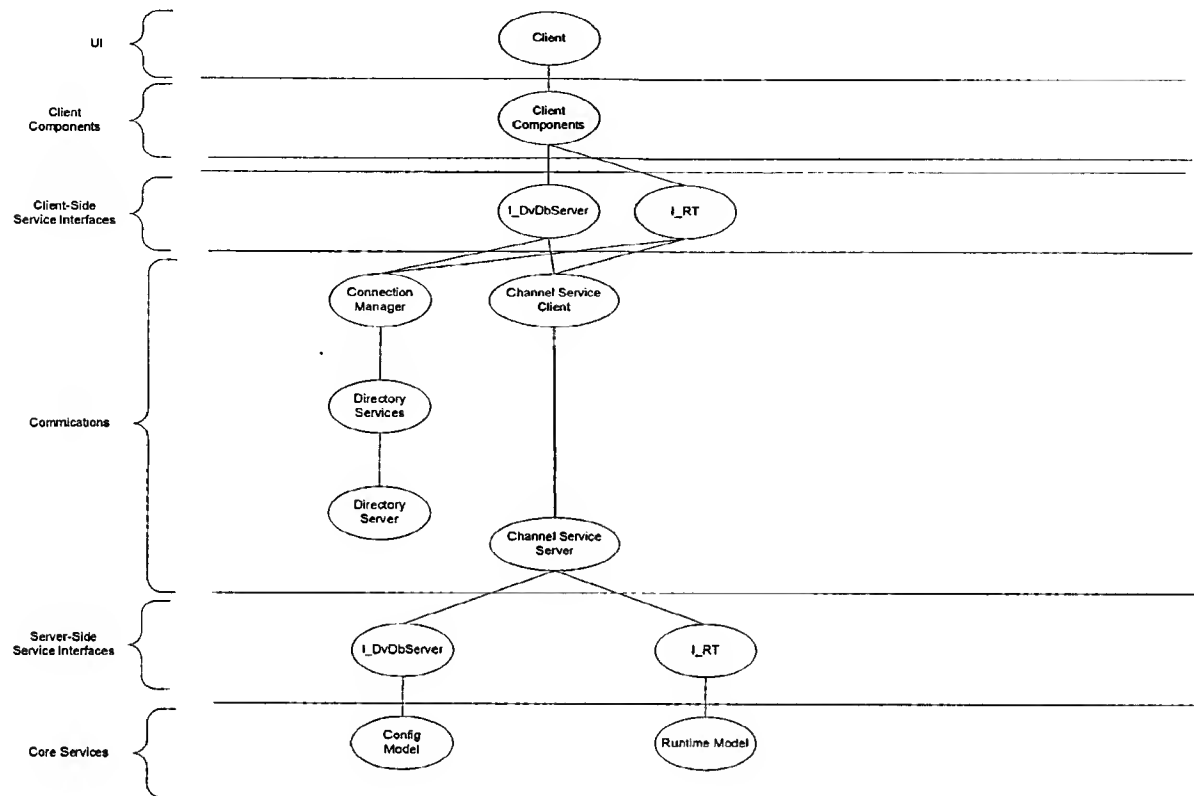 UI
Client
Client
Components
Client
Components
Client-Side
Service Interfaces
I_DvDbServer
I_RT
Connection
Manager
Channel Service
Client
Directory
Services
Commications
Directory
Server
Channel Service
Server
Server-Side
Service Interfaces
I_DvDbServer
I_RT
Core Services
Config
Model
Runtime Model